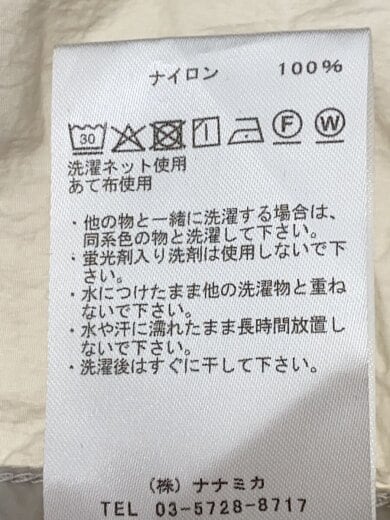 ナイロン 100%
30 F W
洗濯ネット使用
あて布使用
・他の物と一緒に洗濯する場合は、
同系色の物と洗濯して下さい。
・蛍光剤入り洗剤は使用しないで下
さい。
・水につけたまま他の洗濯物と重ね
ないで下さい。
・水や汗に濡れたまま長時間放置し
ないで下さい。
・洗濯後はすぐに干して下さい。
(株) ナナミカ
TEL 03-5728-8717